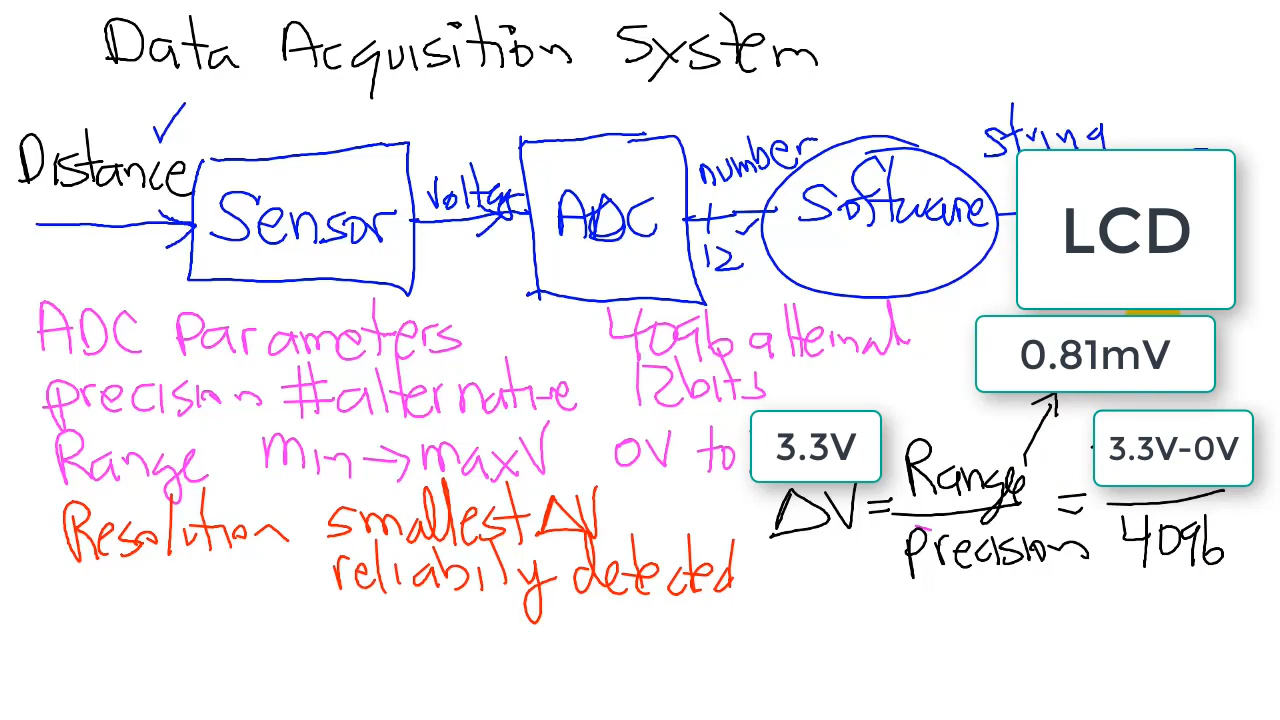 Data Acquisition System
Distance
Sensor
voltage
ADC
number
12
Software
string
LCD
ADC Parameters
4096 alternat
precision #alternative 12bits
Range min → maxV 0V to 3.3V
Resolution smallest ΔV
reliabily detected
0.81mV
ΔV = Range = 3.3V-0V
precision 4096